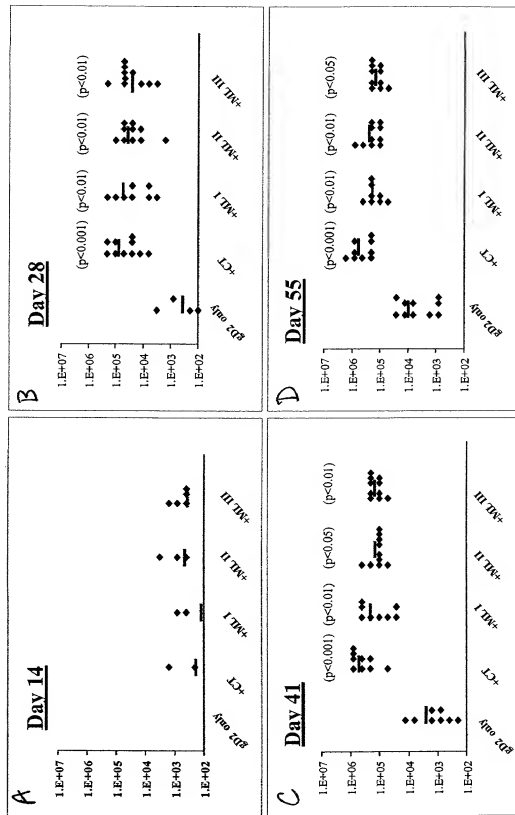 A
Day 14
1.E+07
1.E+06
1.E+05
1.E+04
1.E+03
1.E+02
gD2 only +CT +ML I +ML II +ML III
B
Day 28
1.E+07
1.E+06
1.E+05
1.E+04
1.E+03
1.E+02
(p<0.001) (p<0.01) (p<0.01) (p<0.01)
gD2 only +CT +ML I +ML II +ML III
C
Day 41
1.E+07
1.E+06
1.E+05
1.E+04
1.E+03
1.E+02
(p<0.001) (p<0.01) (p<0.05) (p<0.01)
gD2 only +CT +ML I +ML II +ML III
D
Day 55
1.E+07
1.E+06
1.E+05
1.E+04
1.E+03
1.E+02
(p<0.001) (p<0.01) (p<0.01) (p<0.05)
gD2 only +CT +ML I +ML II +ML III